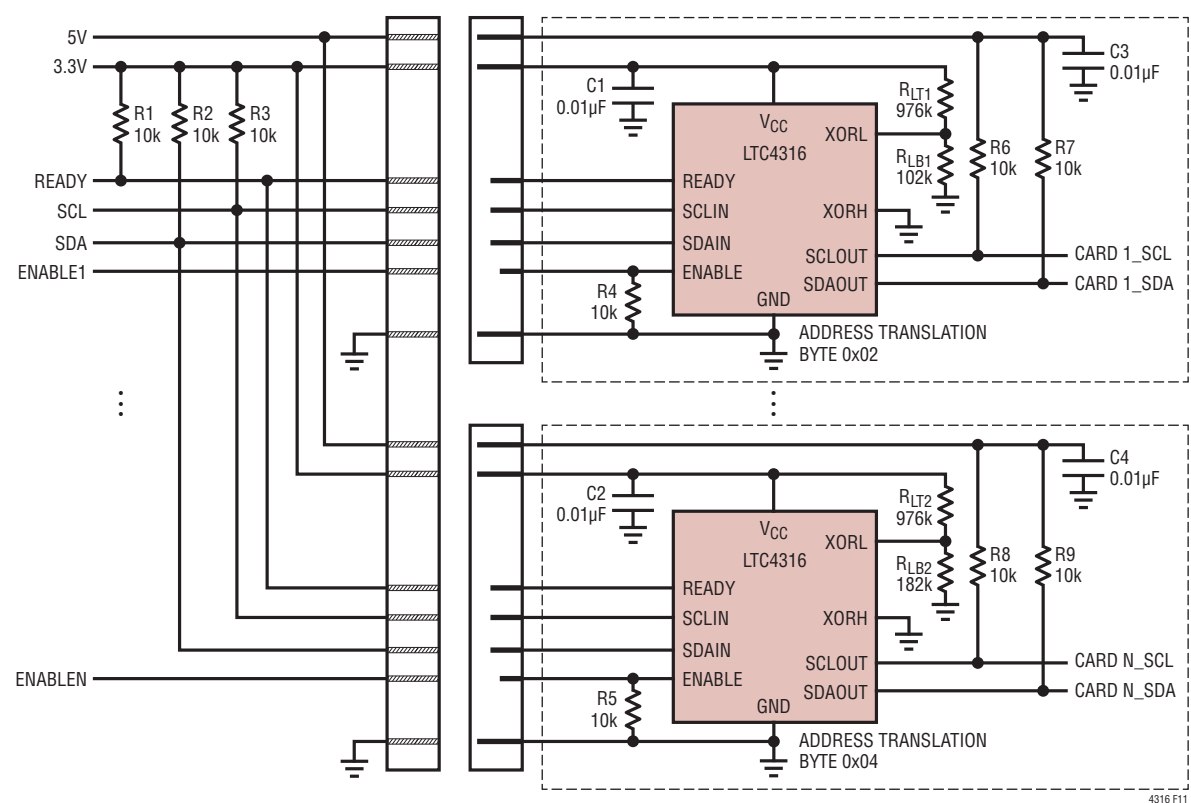 5V
3.3V
R1
10k
R2
10k
R3
10k
READY
SCL
SDA
ENABLE1
C1
0.01µF
VCC
LTC4316
XORL
READY
SCLIN
SDAIN
ENABLE
XORH
SCLOUT
SDAOUT
GND
RLT1
976k
RLB1
102k
R6
10k
R7
10k
C3
0.01µF
CARD 1_SCL
CARD 1_SDA
R4
10k
ADDRESS TRANSLATION
BYTE 0x02
ENABLEN
C2
0.01µF
VCC
LTC4316
XORL
READY
SCLIN
SDAIN
ENABLE
XORH
SCLOUT
SDAOUT
GND
RLT2
976k
RLB2
182k
R8
10k
R9
10k
C4
0.01µF
CARD N_SCL
CARD N_SDA
R5
10k
ADDRESS TRANSLATION
BYTE 0x04
4316 F11